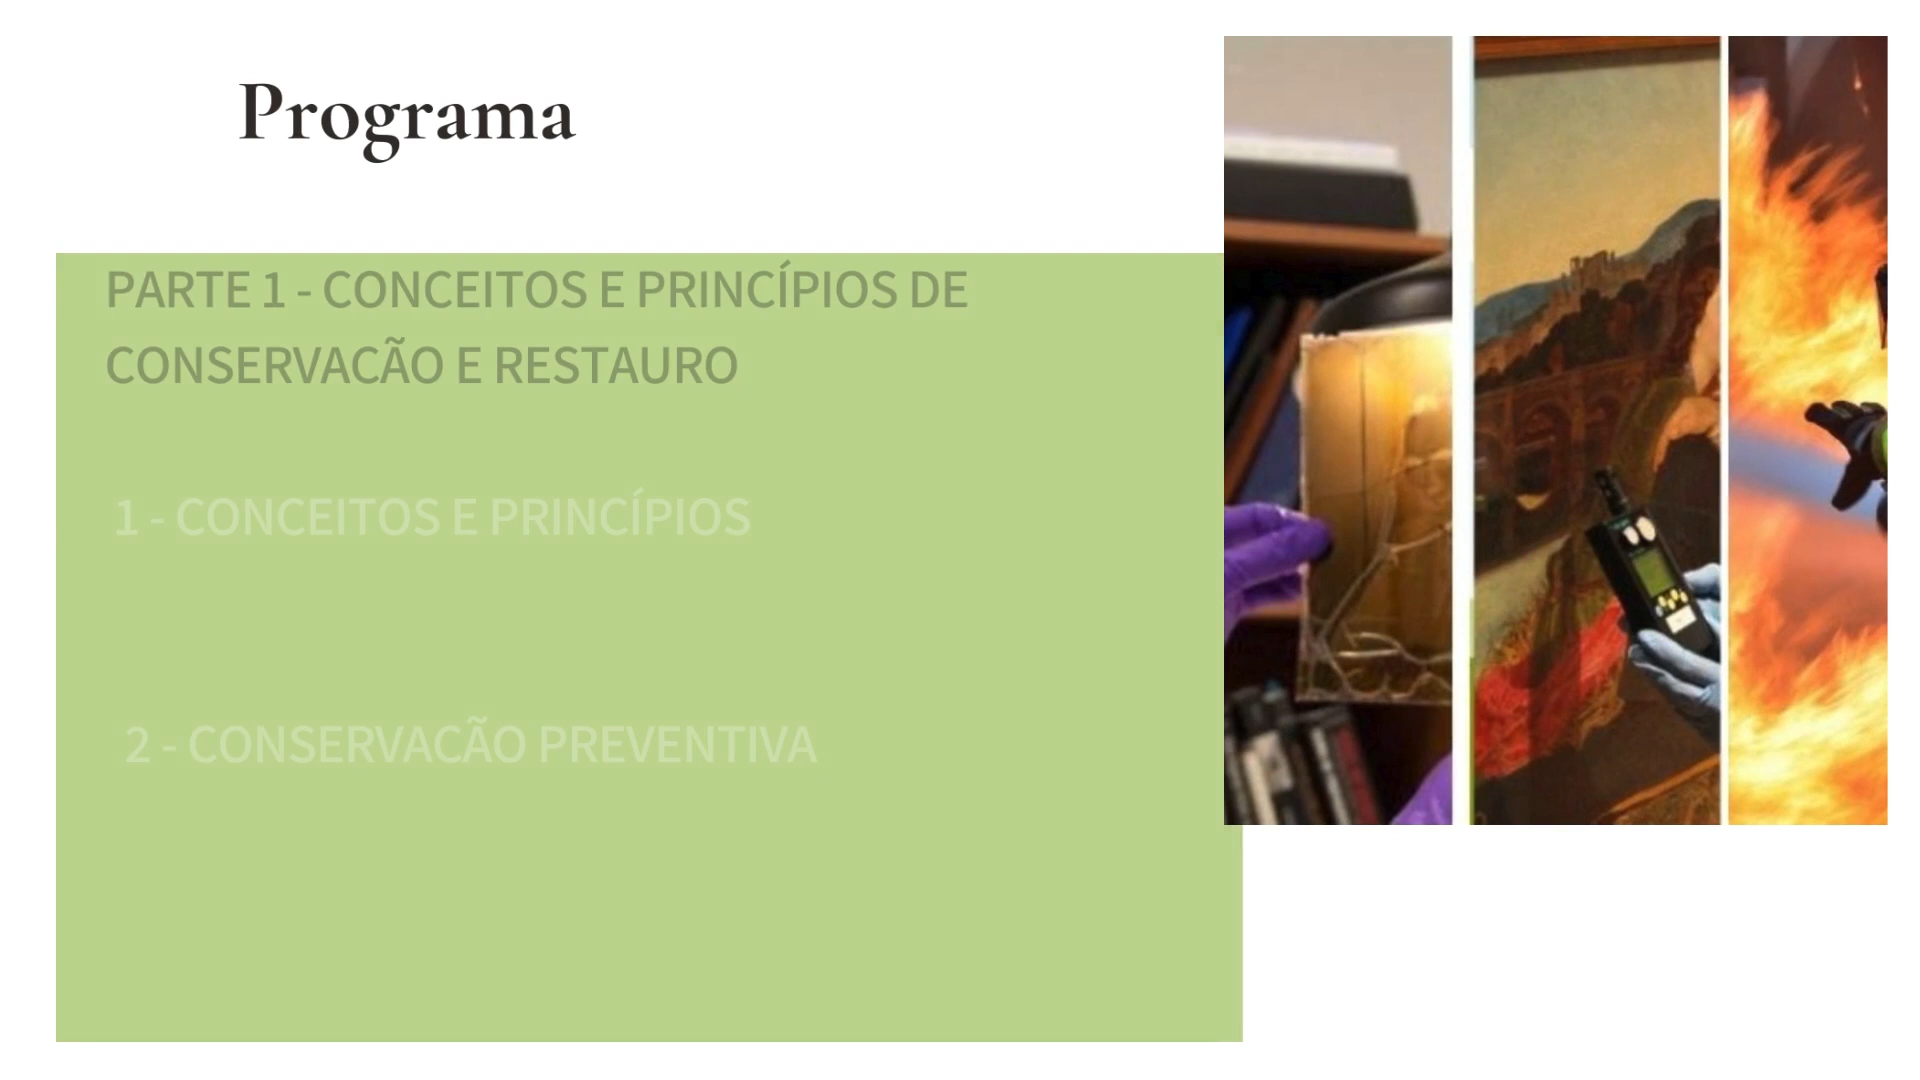 Programa
PARTE 1 - CONCEITOS E PRINCÍPIOS DE
CONSERVACÃO E RESTAURO
1 - CONCEITOS E PRINCÍPIOS
2 - CONSERVACÃO PREVENTIVA